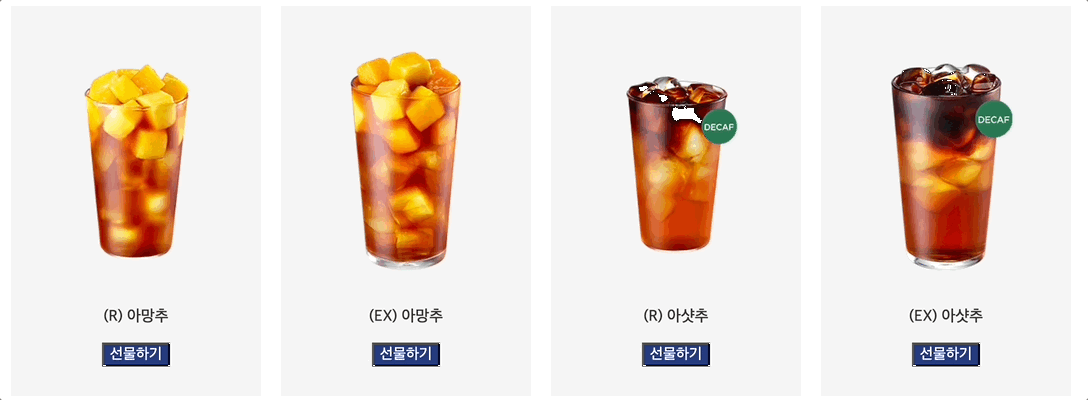 DECAF
DECAF
(R) 아망추
(EX) 아망추
(R) 아샷추
(EX) 아샷추
선물하기
선물하기
선물하기
선물하기